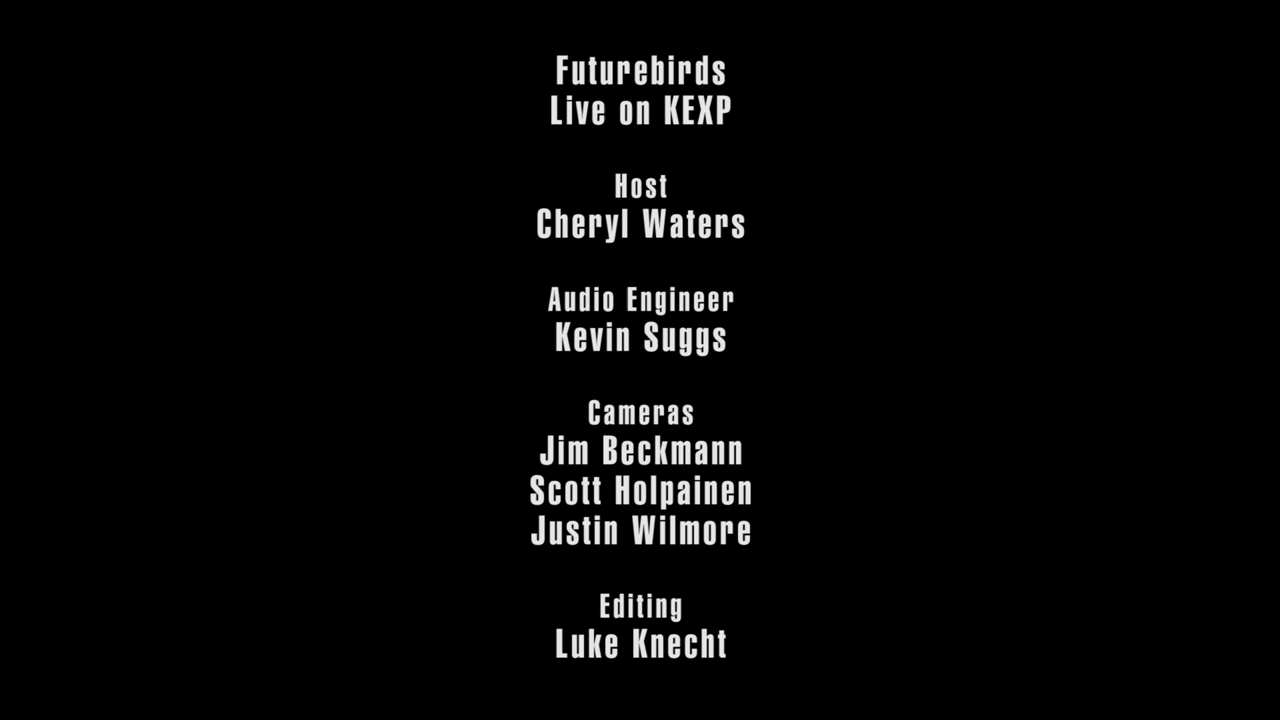 Futurebirds
Live on KEXP
Host
Cheryl Waters
Audio Engineer
Kevin Suggs
Cameras
Jim Beckmann
Scott Holpainen
Justin Wilmore
Editing
Luke Knecht